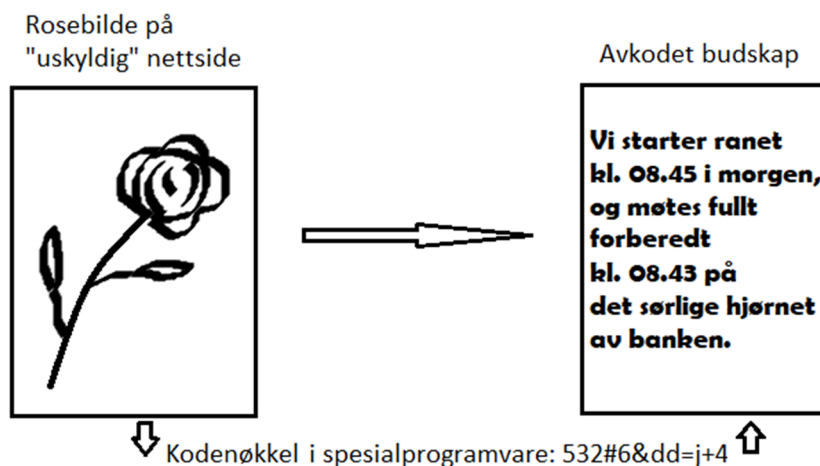 Rosebilde på
"uskyldig" nettside
Avkodet budskap
Vi starter ranet
kl. 08.45 i morgen,
og møtes fullt
forberedt
kl. 08.43 på
det sørlige hjørnet
av banken.
Kodenøkkel i spesialprogramvare: 532#6&dd=j+4